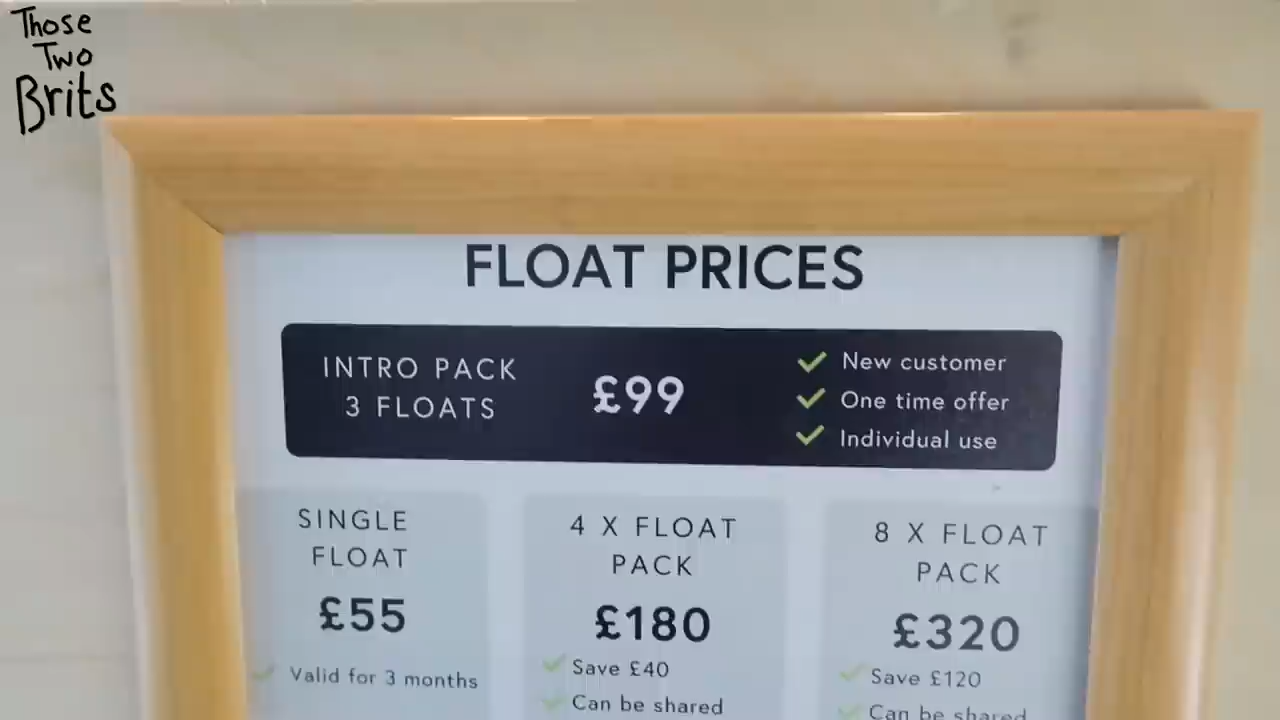 Those
Two
Brits
FLOAT PRICES
INTRO PACK
3 FLOATS
£99
New customer
One time offer
Individual use
SINGLE
FLOAT
£55
Valid for 3 months
4 X FLOAT
PACK
£180
Save £40
Can be shared
8 X FLOAT
PACK
£320
Save £120
Can be shared